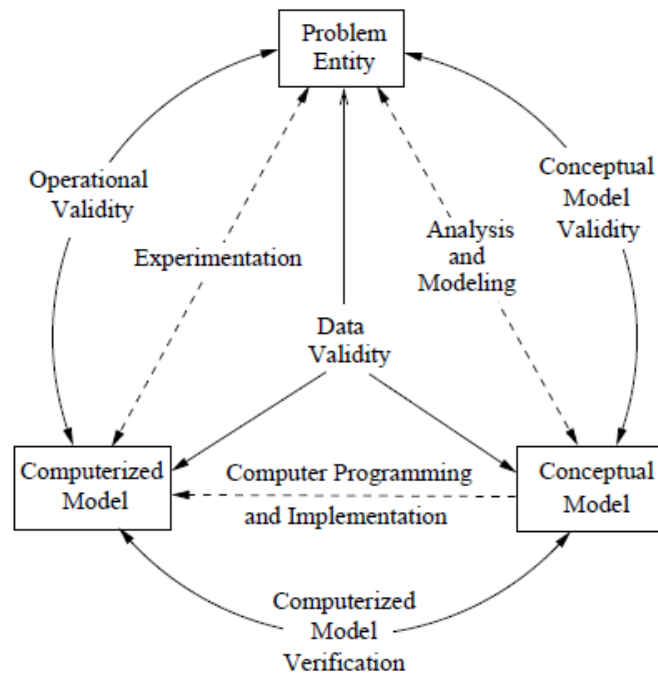 Problem
Entity
Operational
Validity
Conceptual
Model
Validity
Experimentation
Analysis
and
Modeling
Data
Validity
Computerized
Model
Computer Programming
and Implementation
Conceptual
Model
Computerized
Model
Verification